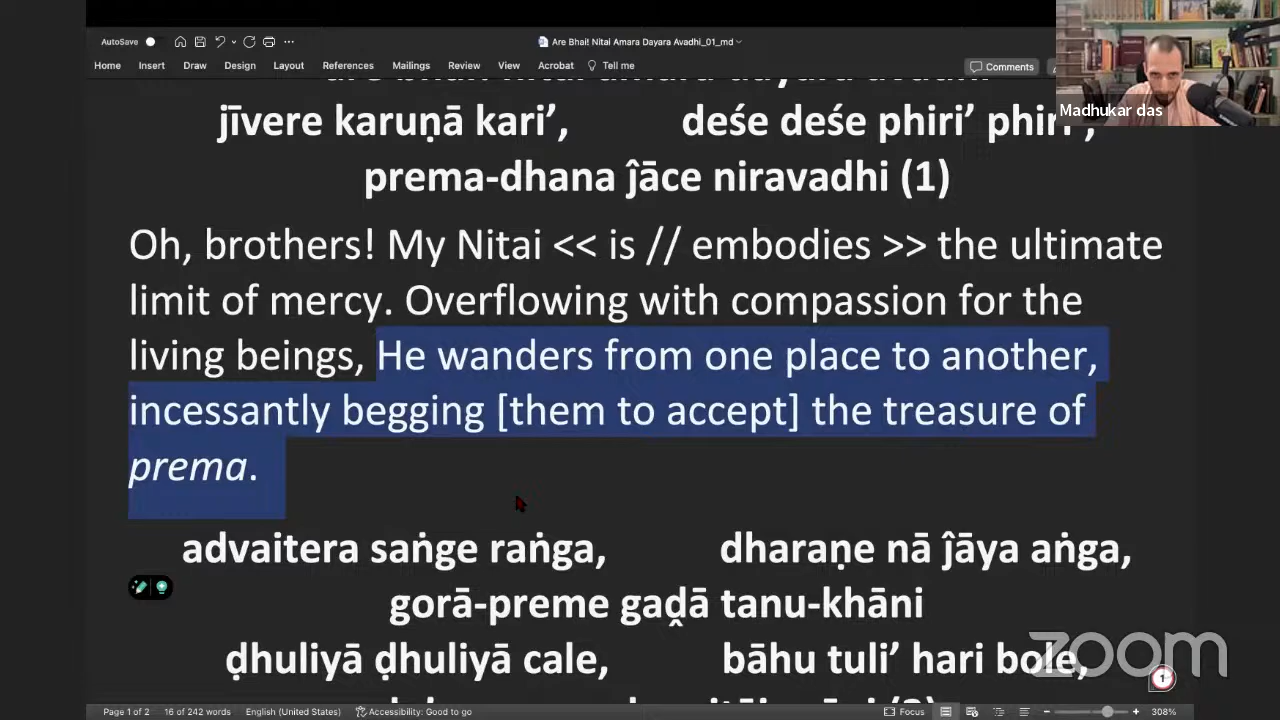 AutoSave
Are Bhai! Nitai Amara Dayara Avadhi_01_md
Home Insert Draw Design Layout References Mailings Review View Acrobat Tell me Comments
Madhukar das
jīvere karuṇā kari’, deśe deśe phiri’ phiri’,
prema-dhana ĵāce niravadhi (1)
Oh, brothers! My Nitai << is // embodies >> the ultimate
limit of mercy. Overflowing with compassion for the
living beings, He wanders from one place to another,
incessantly begging [them to accept] the treasure of
prema.
advaitera saṅge raṅga, dharaṇe nā ĵāya aṅga,
gorā-preme gaḓā tanu-khāni
ḍhuliyā ḍhuliyā cale, bāhu tuli’ hari bole,
zoom
1
Page 1 of 2 16 of 242 words English (United States) Accessibility: Good to go Focus 308%